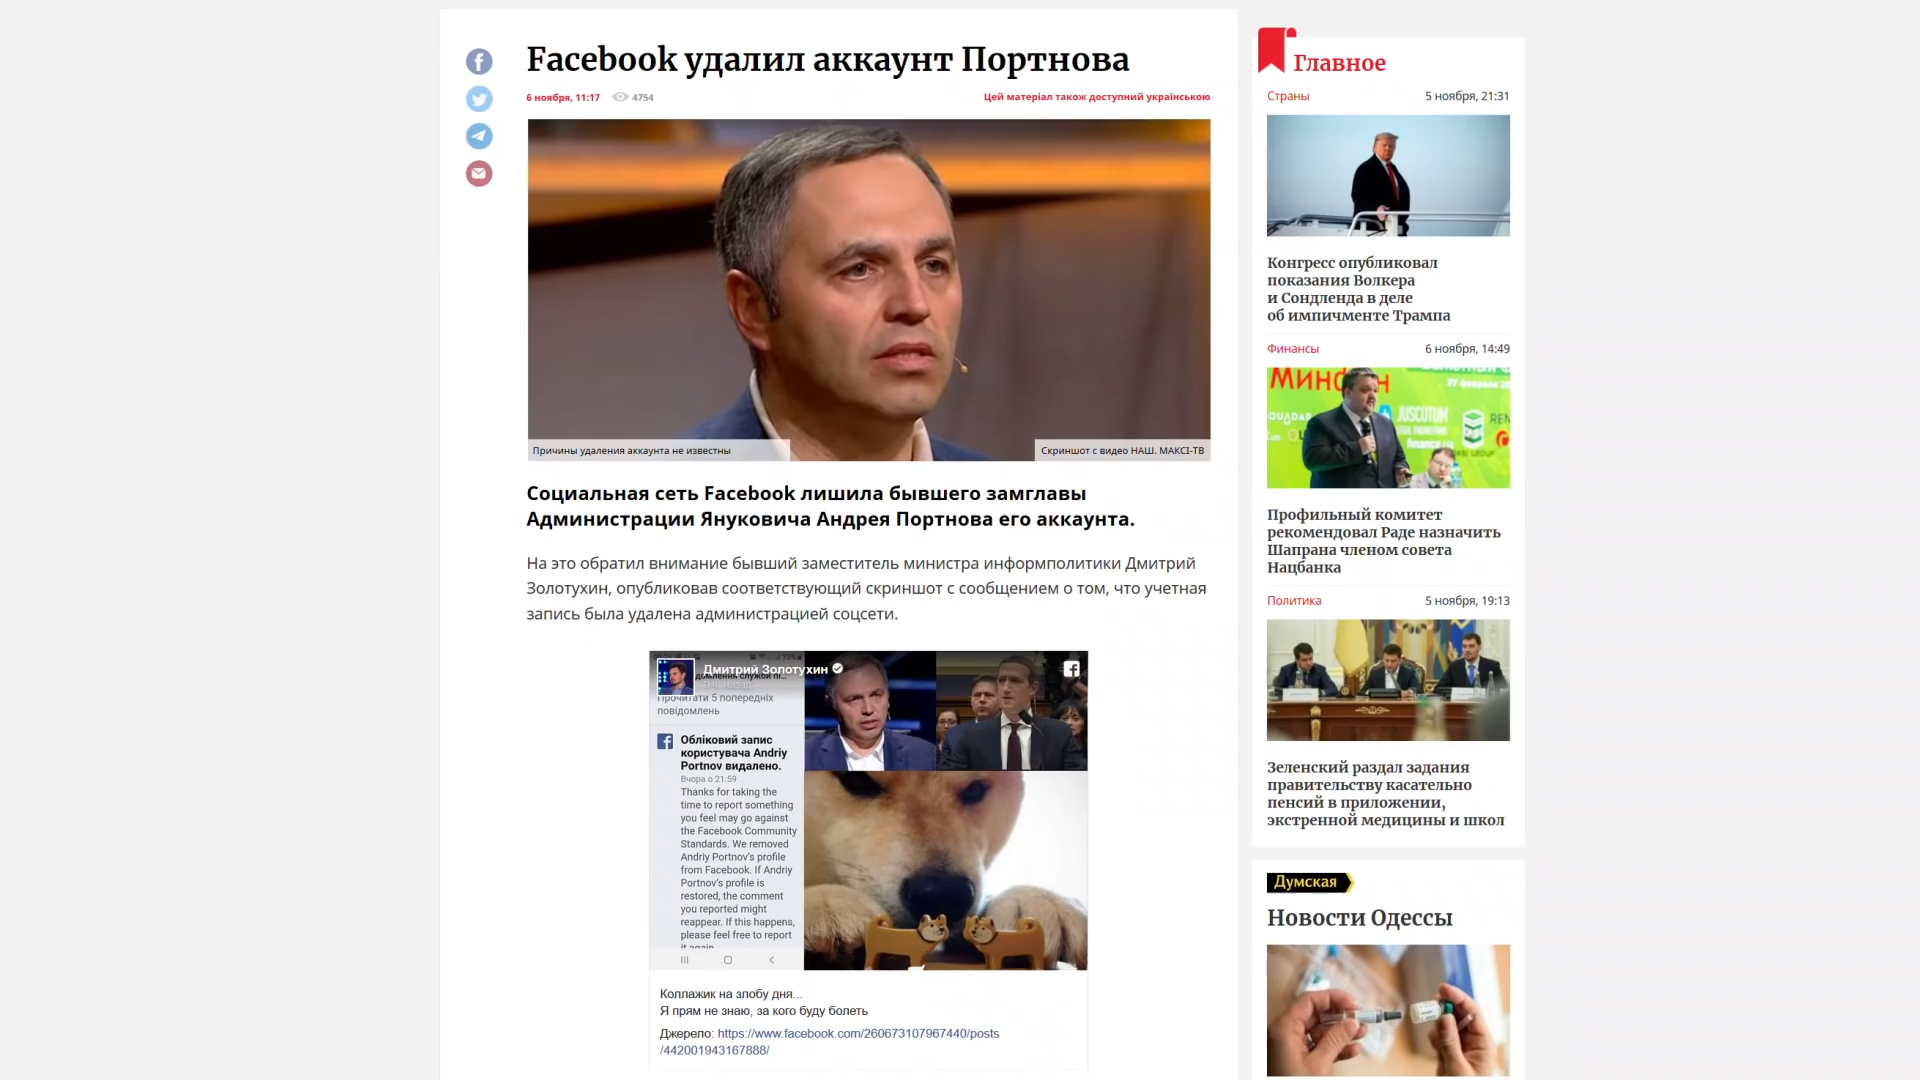 Facebook удалил аккаунт Портнова
6 ноября, 11:17 4754
Цей матеріал також доступний українською
Причины удаления аккаунта не известны
Скриншот с видео НАШ. МАКСІ-ТВ
Социальная сеть Facebook лишила бывшего замглавы
Администрации Януковича Андрея Портнова его аккаунта.
На это обратил внимание бывший заместитель министра информполитики Дмитрий
Золотухин, опубликовав соответствующий скриншот с сообщением о том, что учетная
запись была удалена администрацией соцсети.
Дмитрий Золотухин
Прочитати 5 попередніх
повідомлень
Обліковий запис
користувача Andriy
Portnov видалено.
Вчора о 21:59
Thanks for taking the
time to report something
you feel may go against
the Facebook Community
Standards. We removed
Andriy Portnov's profile
from Facebook. If Andriy
Portnov's profile is
restored, the comment
you reported might
reappear. If this happens,
please feel free to report
it again
Коллажик на злобу дня...
Я прям не знаю, за кого буду болеть
Джерело: https://www.facebook.com/260673107967440/posts
/442001943167888/
Главное
Страны 5 ноября, 21:31
Конгресс опубликовал
показания Волкера
и Сондленда в деле
об импичменте Трампа
Финансы 6 ноября, 14:49
Минфин
27 февраля
JUSCUTUM
finance.ua
REN
Профильный комитет
рекомендовал Раде назначить
Шапрана членом совета
Нацбанка
Политика 5 ноября, 19:13
Зеленский раздал задания
правительству касательно
пенсий в приложении,
экстренной медицины и школ
Думская
Новости Одессы